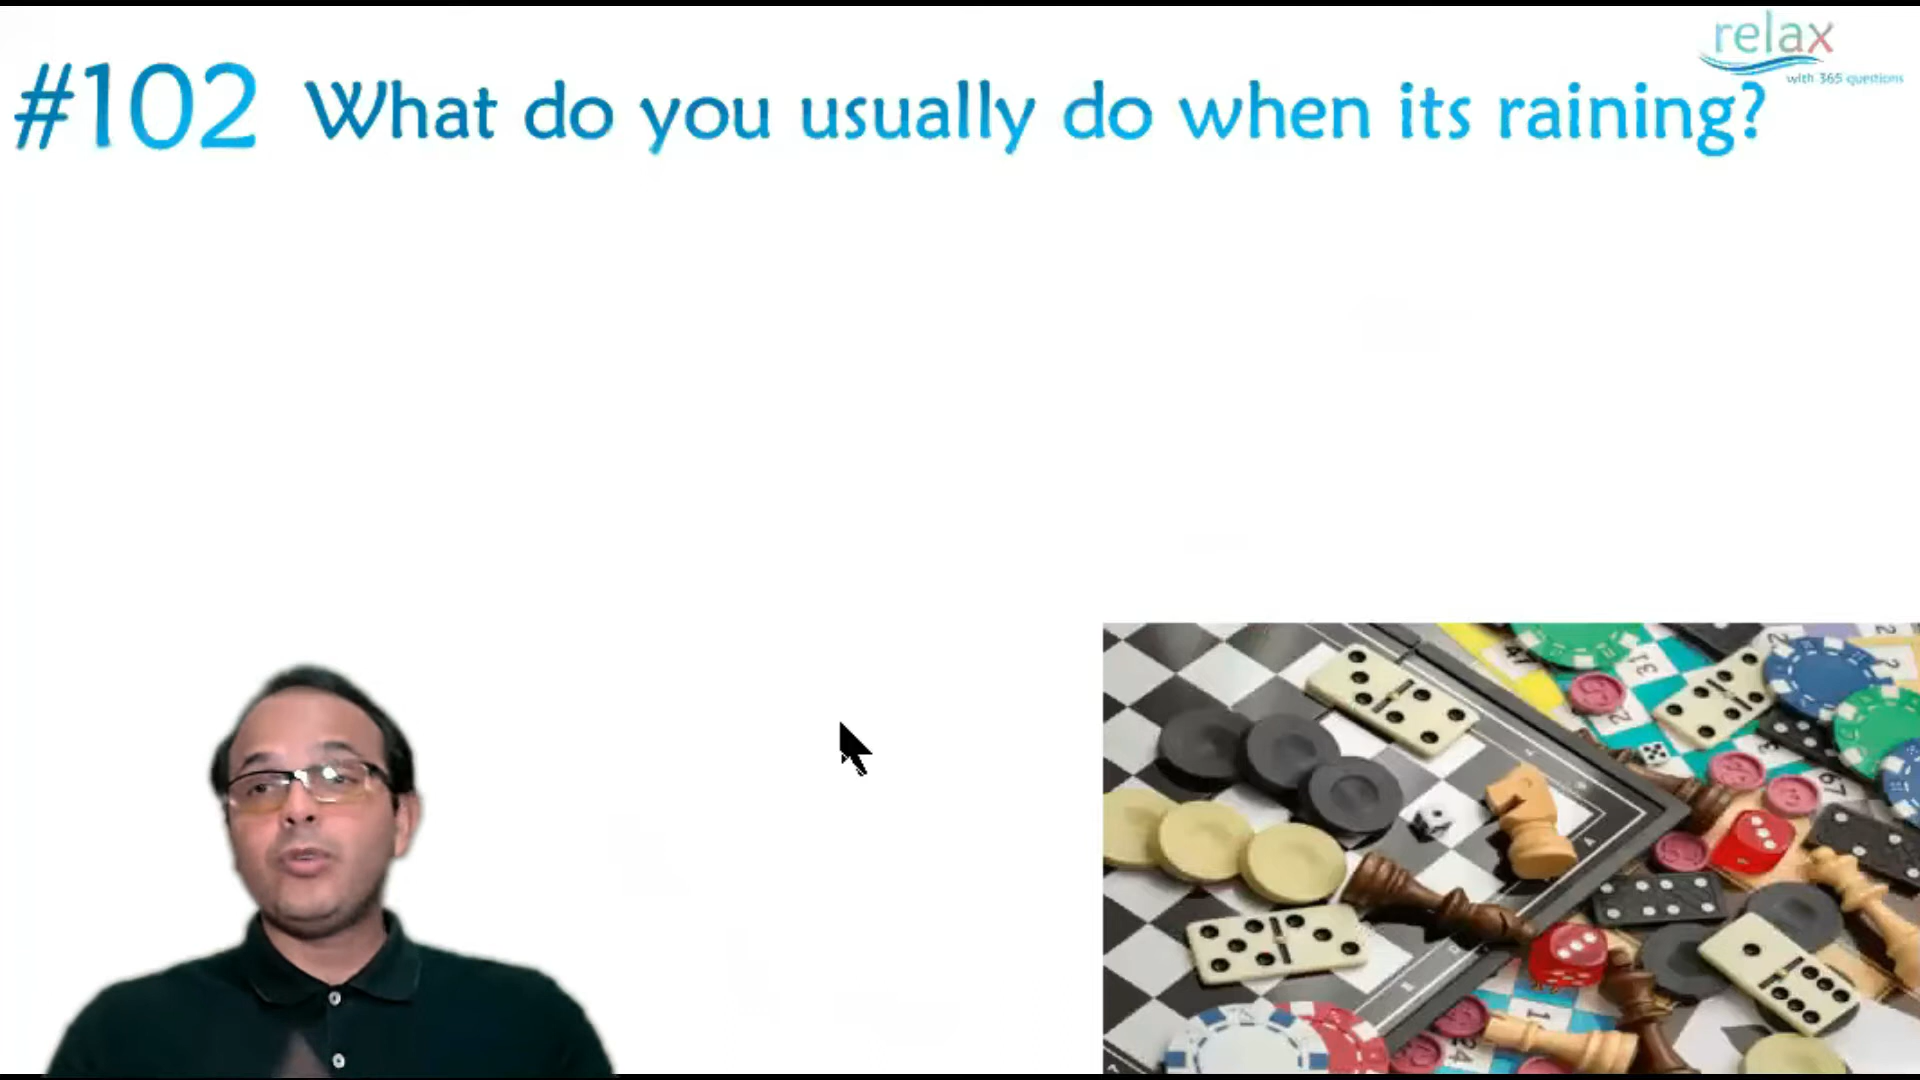 relax
with 365 questions
#102 What do you usually do when its raining?